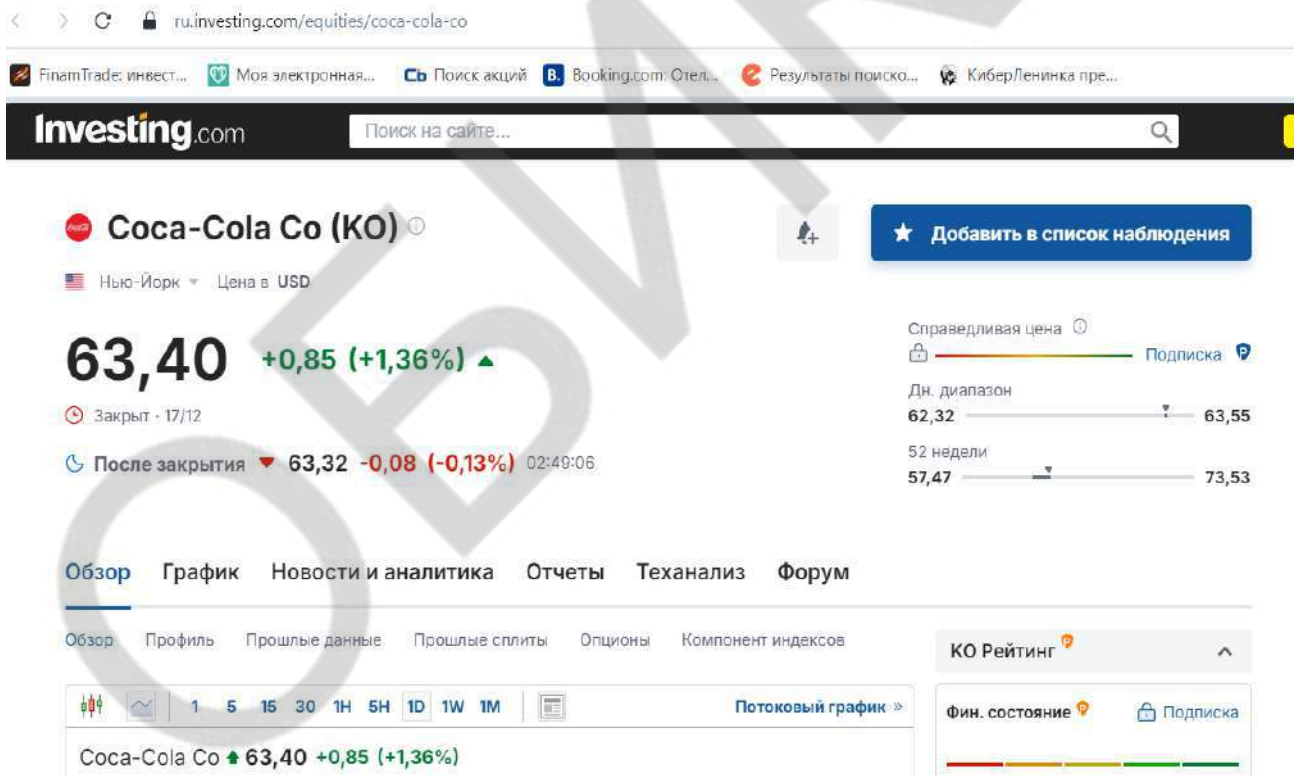 ru.investing.com/equities/coca-cola-co
FinamTrade: инвест... Моя электронная... Сb Поиск акций B. Booking.com: Отел... Результаты поиско... КиберЛенинка пре...
Investing.com Поиск на сайте...
Coca-Cola Co (KO)
Добавить в список наблюдения
Нью-Йорк Цена в USD
63,40 +0,85 (+1,36%)
Закрыт · 17/12
После закрытия 63,32 -0,08 (-0,13%) 02:49:06
Справедливая цена
Подписка
Дн. диапазон
62,32 63,55
52 недели
57,47 73,53
Обзор График Новости и аналитика Отчеты Теханализ Форум
Обзор Профиль Прошлые данные Прошлые сплиты Опционы Компонент индексов
1 5 15 30 1H 5H 1D 1W 1M Потоковый график »
Coca-Cola Co 63,40 +0,85 (+1,36%)
KO Рейтинг
Фин. состояние Подписка